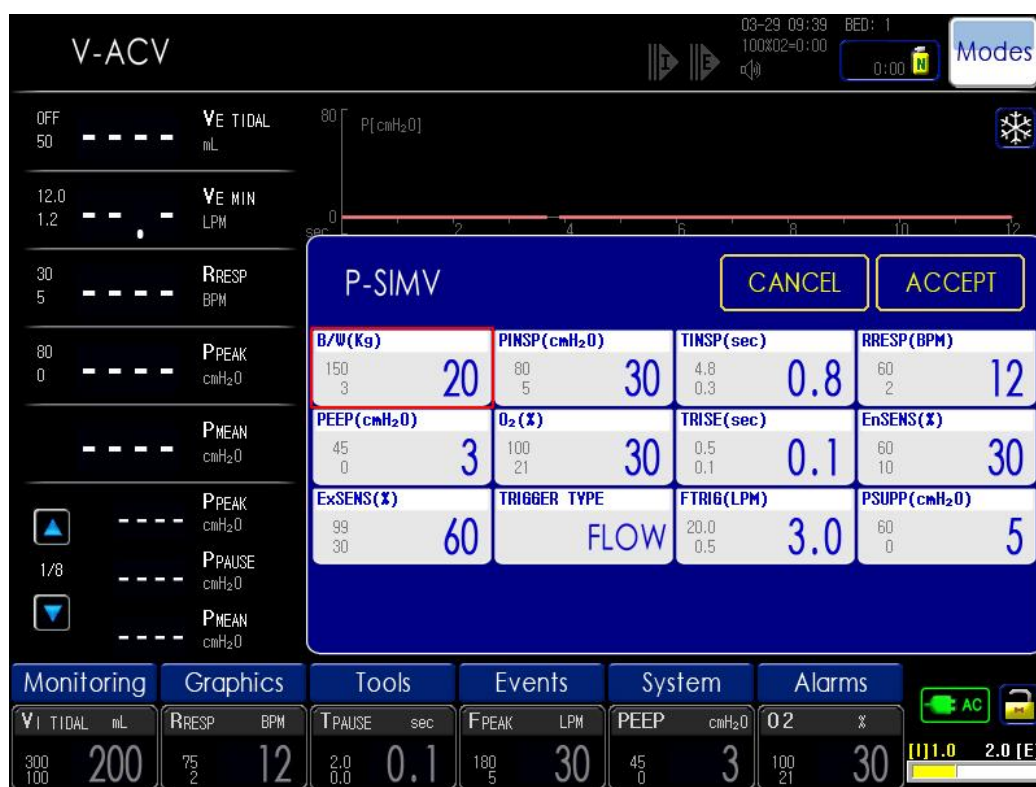 V-ACV
03-29 09:39 BED: 1
100%O2=0:00
0:00 N
Modes
OFF
50
- - - -
VE TIDAL
mL
80
P[cmH₂O]
0
sec 2 4 6 8 10 12
12.0
1.2
- - . -
VE MIN
LPM
30
5
- - - -
RRESP
BPM
80
0
- - - -
PPEAK
cmH₂O
- - - -
PMEAN
cmH₂O
- - - -
PPEAK
cmH₂O
1/8
- - - -
PPAUSE
cmH₂O
- - - -
PMEAN
cmH₂O
P-SIMV
CANCEL
ACCEPT
B/W(Kg) PINSP(cmH₂O) TINSP(sec) RRESP(BPM)
150 3 20 80 5 30 4.8 0.3 0.8 60 2 12
PEEP(cmH₂O) O₂(%) TRISE(sec) EnSENS(%)
45 0 3 100 21 30 0.5 0.1 0.1 60 10 30
ExSENS(%) TRIGGER TYPE FTRIG(LPM) PSUPP(cmH₂O)
99 30 60 FLOW 20.0 0.5 3.0 60 0 5
Monitoring Graphics Tools Events System Alarms
AC
VI TIDAL mL RRESP BPM TPAUSE sec FPEAK LPM PEEP cmH₂O O2 %
300 100 200 75 2 12 2.0 0.0 0.1 180 5 30 45 0 3 100 21 30
[I]1.0 2.0 [E